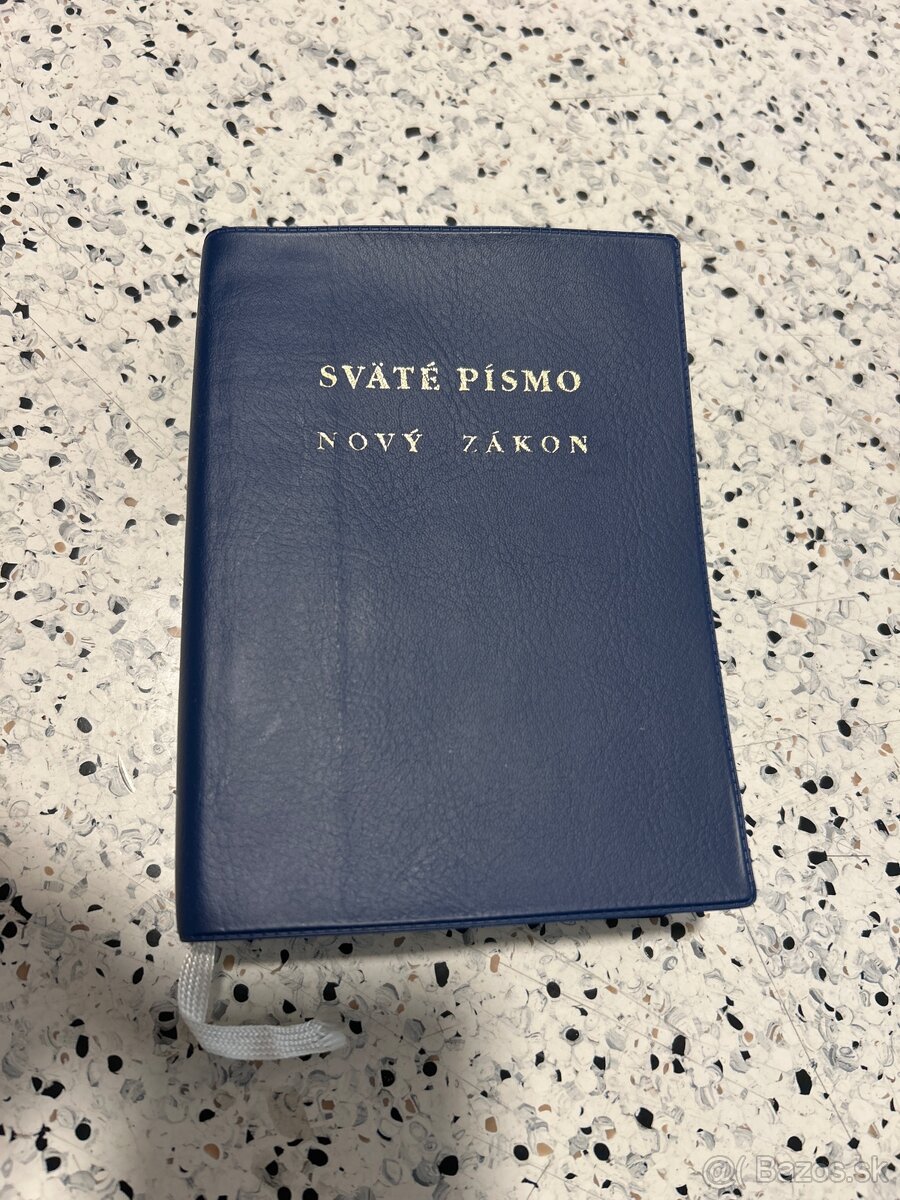 SVÄTÉ PÍSMO
NOVÝ ZÁKON
@( Bazos.sk